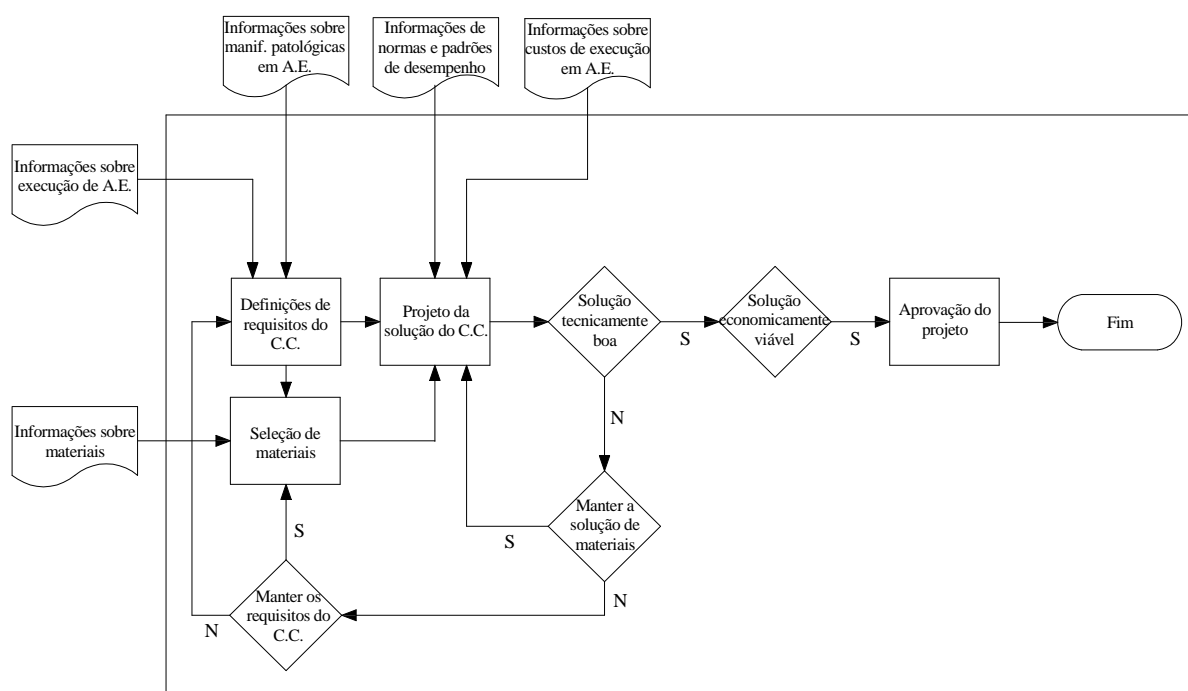 Informações sobre
manif. patológicas
em A.E.
Informações de
normas e padrões
de desempenho
Informações sobre
custos de execução
em A.E.
Informações sobre
execução de A.E.
Definições de
requisitos do
C.C.
Projeto da
solução do C.C.
Solução
tecnicamente
boa
S
Solução
economicamente
viável
S
Aprovação do
projeto
Fim
N
Informações sobre
materiais
Seleção de
materiais
Manter a
solução de
materiais
S
N
S
Manter os
requisitos do
C.C.
N